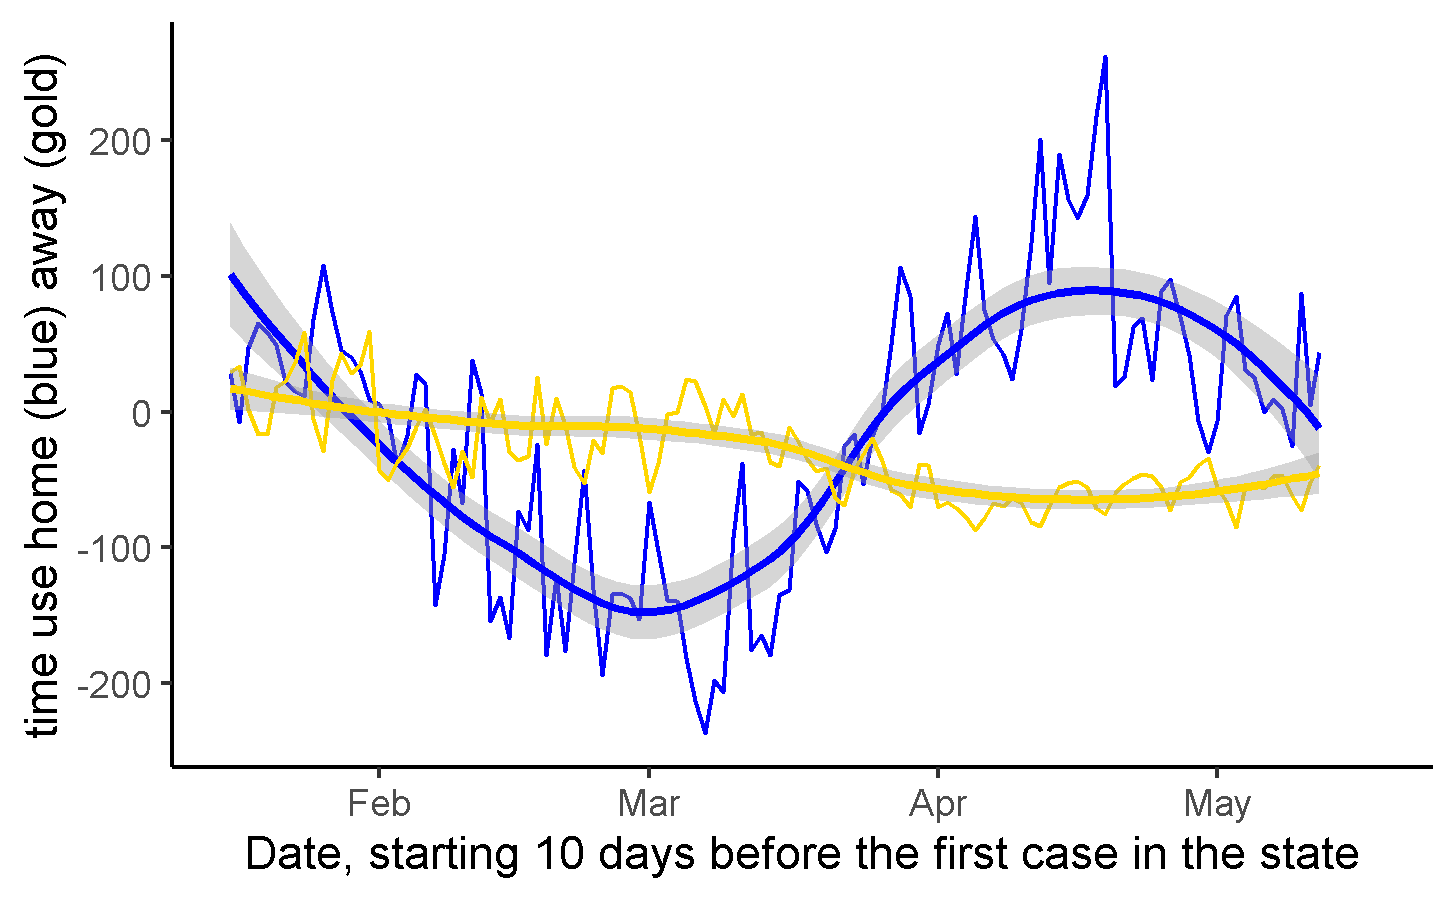 time use home (blue) away (gold)
200
100
0
-100
-200
Feb Mar Apr May
Date, starting 10 days before the first case in the state